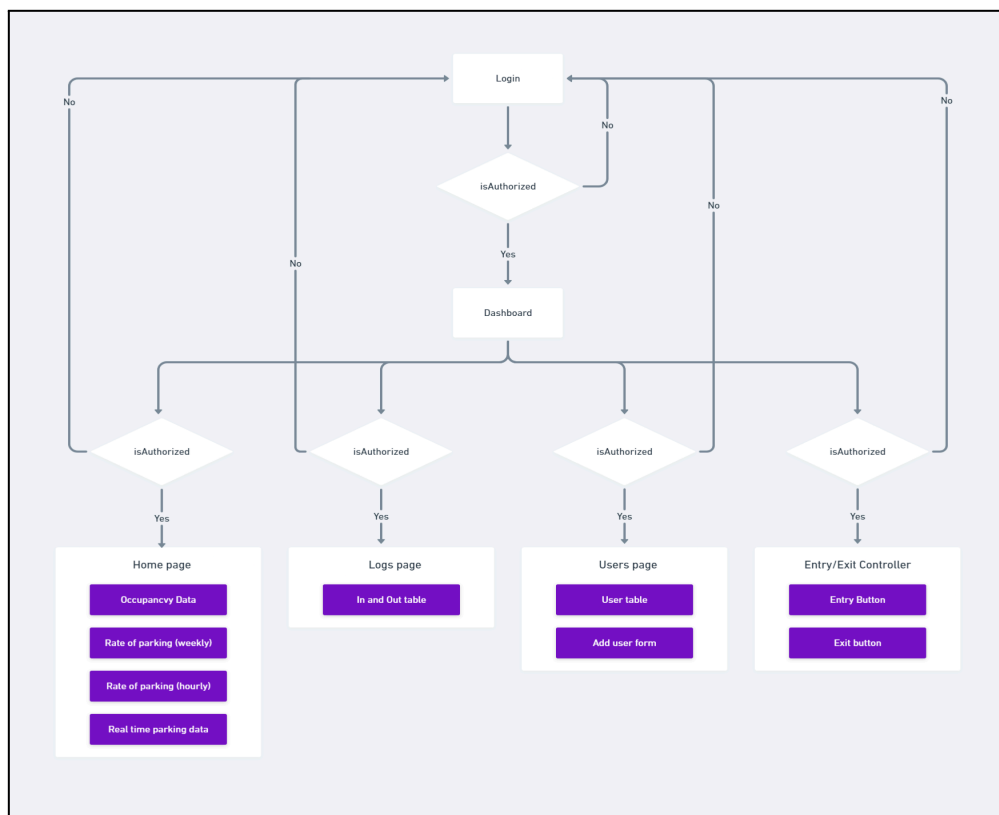 Login
No
No
No
isAuthorized
No
Yes
No
Dashboard
isAuthorized
isAuthorized
isAuthorized
isAuthorized
Yes
Yes
Yes
Yes
Home page
Logs page
Users page
Entry/Exit Controller
Occupancvy Data
In and Out table
User table
Entry Button
Rate of parking (weekly)
Add user form
Exit button
Rate of parking (hourly)
Real time parking data